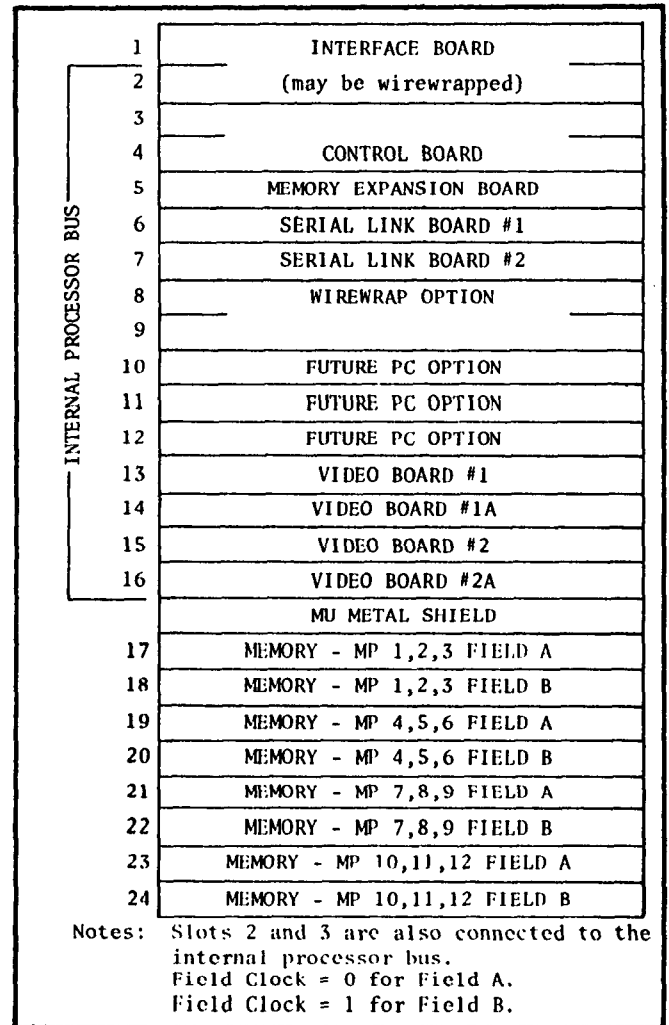 1 INTERFACE BOARD
2 (may be wirewrapped)
3
4 CONTROL BOARD
5 MEMORY EXPANSION BOARD
6 SERIAL LINK BOARD #1
7 SERIAL LINK BOARD #2
8 WIREWRAP OPTION
9
10 FUTURE PC OPTION
11 FUTURE PC OPTION
12 FUTURE PC OPTION
13 VIDEO BOARD #1
14 VIDEO BOARD #1A
15 VIDEO BOARD #2
16 VIDEO BOARD #2A
INTERNAL PROCESSOR BUS
MU METAL SHIELD
17 MEMORY - MP 1,2,3 FIELD A
18 MEMORY - MP 1,2,3 FIELD B
19 MEMORY - MP 4,5,6 FIELD A
20 MEMORY - MP 4,5,6 FIELD B
21 MEMORY - MP 7,8,9 FIELD A
22 MEMORY - MP 7,8,9 FIELD B
23 MEMORY - MP 10,11,12 FIELD A
24 MEMORY - MP 10,11,12 FIELD B
Notes: Slots 2 and 3 are also connected to the
internal processor bus.
Field Clock = 0 for Field A.
Field Clock = 1 for Field B.